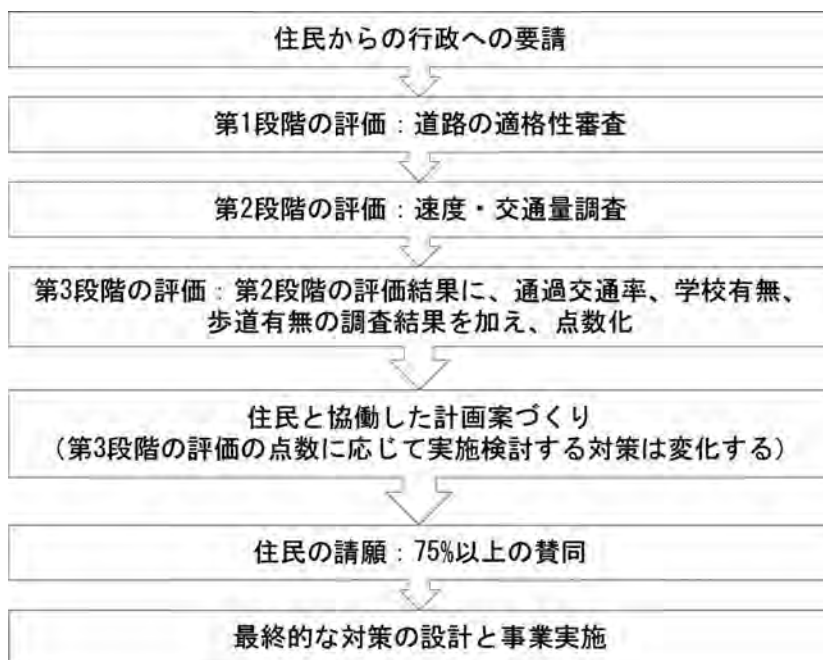 住民からの行政への要請
第1段階の評価：道路の適格性審査
第2段階の評価：速度・交通量調査
第3段階の評価：第2段階の評価結果に、通過交通率、学校有無、
歩道有無の調査結果を加え、点数化
住民と協働した計画案づくり
（第3段階の評価の点数に応じて実施検討する対策は変化する）
住民の請願：75%以上の賛同
最終的な対策の設計と事業実施